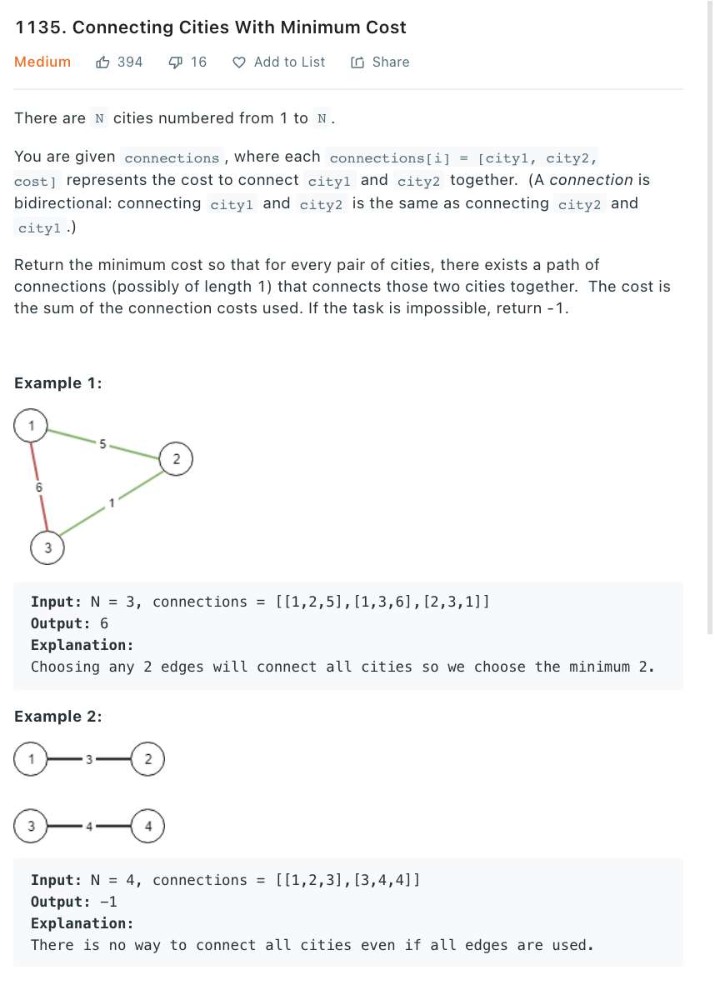 1135. Connecting Cities With Minimum Cost
Medium 394 16 Add to List Share
There are N cities numbered from 1 to N.
You are given connections, where each connections[i] = [city1, city2,
cost] represents the cost to connect city1 and city2 together.  (A connection is
bidirectional: connecting city1 and city2 is the same as connecting city2 and
city1.)
Return the minimum cost so that for every pair of cities, there exists a path of
connections (possibly of length 1) that connects those two cities together.  The cost is
the sum of the connection costs used. If the task is impossible, return -1.
Example 1:
1
5
2
6
1
3
Input: N = 3, connections = [[1,2,5],[1,3,6],[2,3,1]]
Output: 6
Explanation:
Choosing any 2 edges will connect all cities so we choose the minimum 2.
Example 2:
1 3 2
3 4 4
Input: N = 4, connections = [[1,2,3],[3,4,4]]
Output: -1
Explanation:
There is no way to connect all cities even if all edges are used.